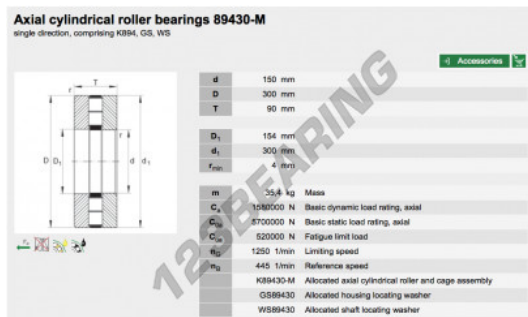 Axial cylindrical roller bearings 89430-M
single direction, comprising K894, GS, WS
Accessories
T
r
r
D D₁ d d₁
d 150 mm
D 300 mm
T 90 mm
D₁ 154 mm
d₁ 300 mm
rmin 4 mm
m 35,4 kg Mass
Ca 1580000 N Basic dynamic load rating, axial
C0a 5700000 N Basic static load rating, axial
Cua 520000 N Fatigue limit load
nG 1250 1/min Limiting speed
nB 445 1/min Reference speed
K89430-M Allocated axial cylindrical roller and cage assembly
GS89430 Allocated housing locating washer
WS89430 Allocated shaft locating washer
123BEARING